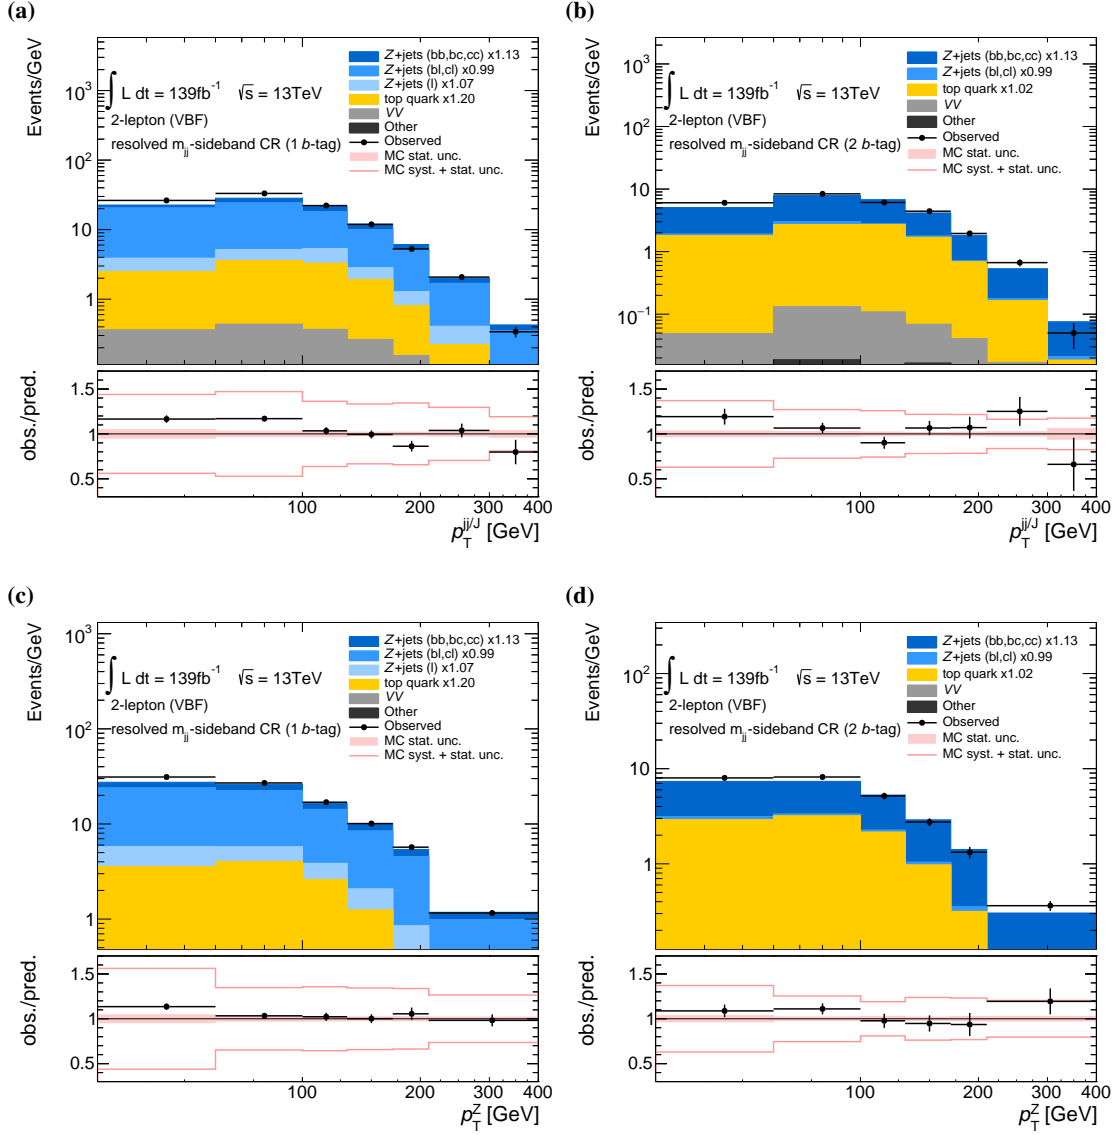 (a)
Events/GeV
10³
10²
10
1
∫ L dt = 139fb⁻¹ √s = 13TeV
2-lepton (VBF)
resolved m_jj-sideband CR (1 b-tag)
Z+jets (bb,bc,cc) x1.13
Z+jets (bl,cl) x0.99
Z+jets (l) x1.07
top quark x1.20
VV
Other
Observed
MC stat. unc.
MC syst. + stat. unc.
obs./pred.
1.5
1
0.5
100 200 300 400
p_T^jj/J [GeV]
(b)
Events/GeV
10³
10²
10
1
10⁻¹
∫ L dt = 139fb⁻¹ √s = 13TeV
2-lepton (VBF)
resolved m_jj-sideband CR (2 b-tag)
Z+jets (bb,bc,cc) x1.13
Z+jets (bl,cl) x0.99
top quark x1.02
VV
Other
Observed
MC stat. unc.
MC syst. + stat. unc.
obs./pred.
1.5
1
0.5
100 200 300 400
p_T^jj/J [GeV]
(c)
Events/GeV
10³
10²
10
1
∫ L dt = 139fb⁻¹ √s = 13TeV
2-lepton (VBF)
resolved m_jj-sideband CR (1 b-tag)
Z+jets (bb,bc,cc) x1.13
Z+jets (bl,cl) x0.99
Z+jets (l) x1.07
top quark x1.20
VV
Other
Observed
MC stat. unc.
MC syst. + stat. unc.
obs./pred.
1.5
1
0.5
100 200 300 400
p_T^Z [GeV]
(d)
Events/GeV
10²
10
1
∫ L dt = 139fb⁻¹ √s = 13TeV
2-lepton (VBF)
resolved m_jj-sideband CR (2 b-tag)
Z+jets (bb,bc,cc) x1.13
Z+jets (bl,cl) x0.99
top quark x1.02
VV
Other
Observed
MC stat. unc.
MC syst. + stat. unc.
obs./pred.
1.5
1
0.5
100 200 300 400
p_T^Z [GeV]